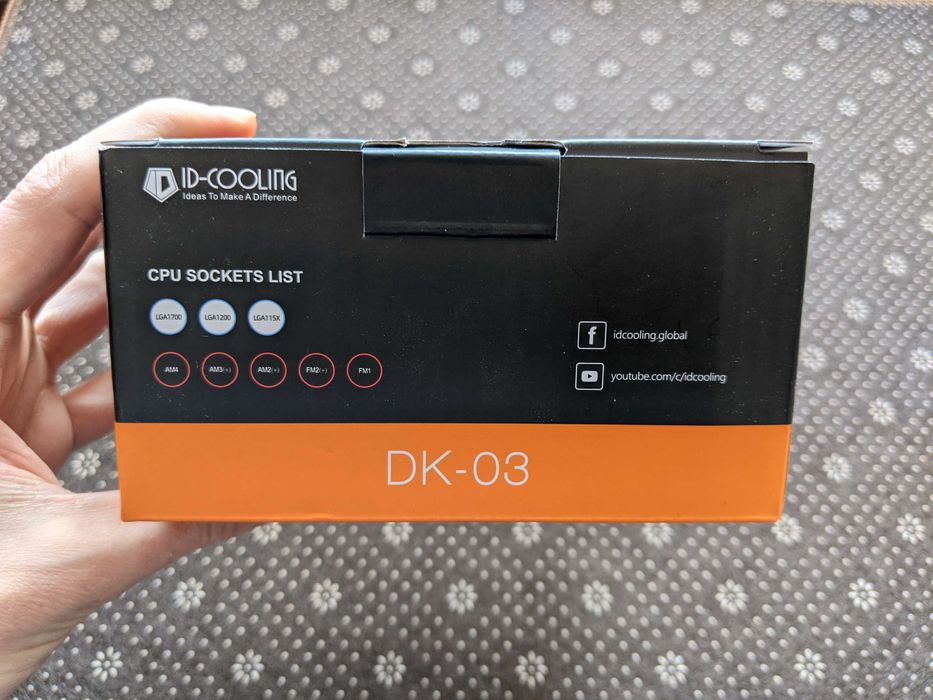 ID-COOLING
Ideas To Make A Difference
CPU SOCKETS LIST
LGA1700 LGA1200 LGA115X
AM4 AM3(+) AM2(+) FM2(+) FM1
f idcooling.global
youtube.com/c/idcooling
DK-03